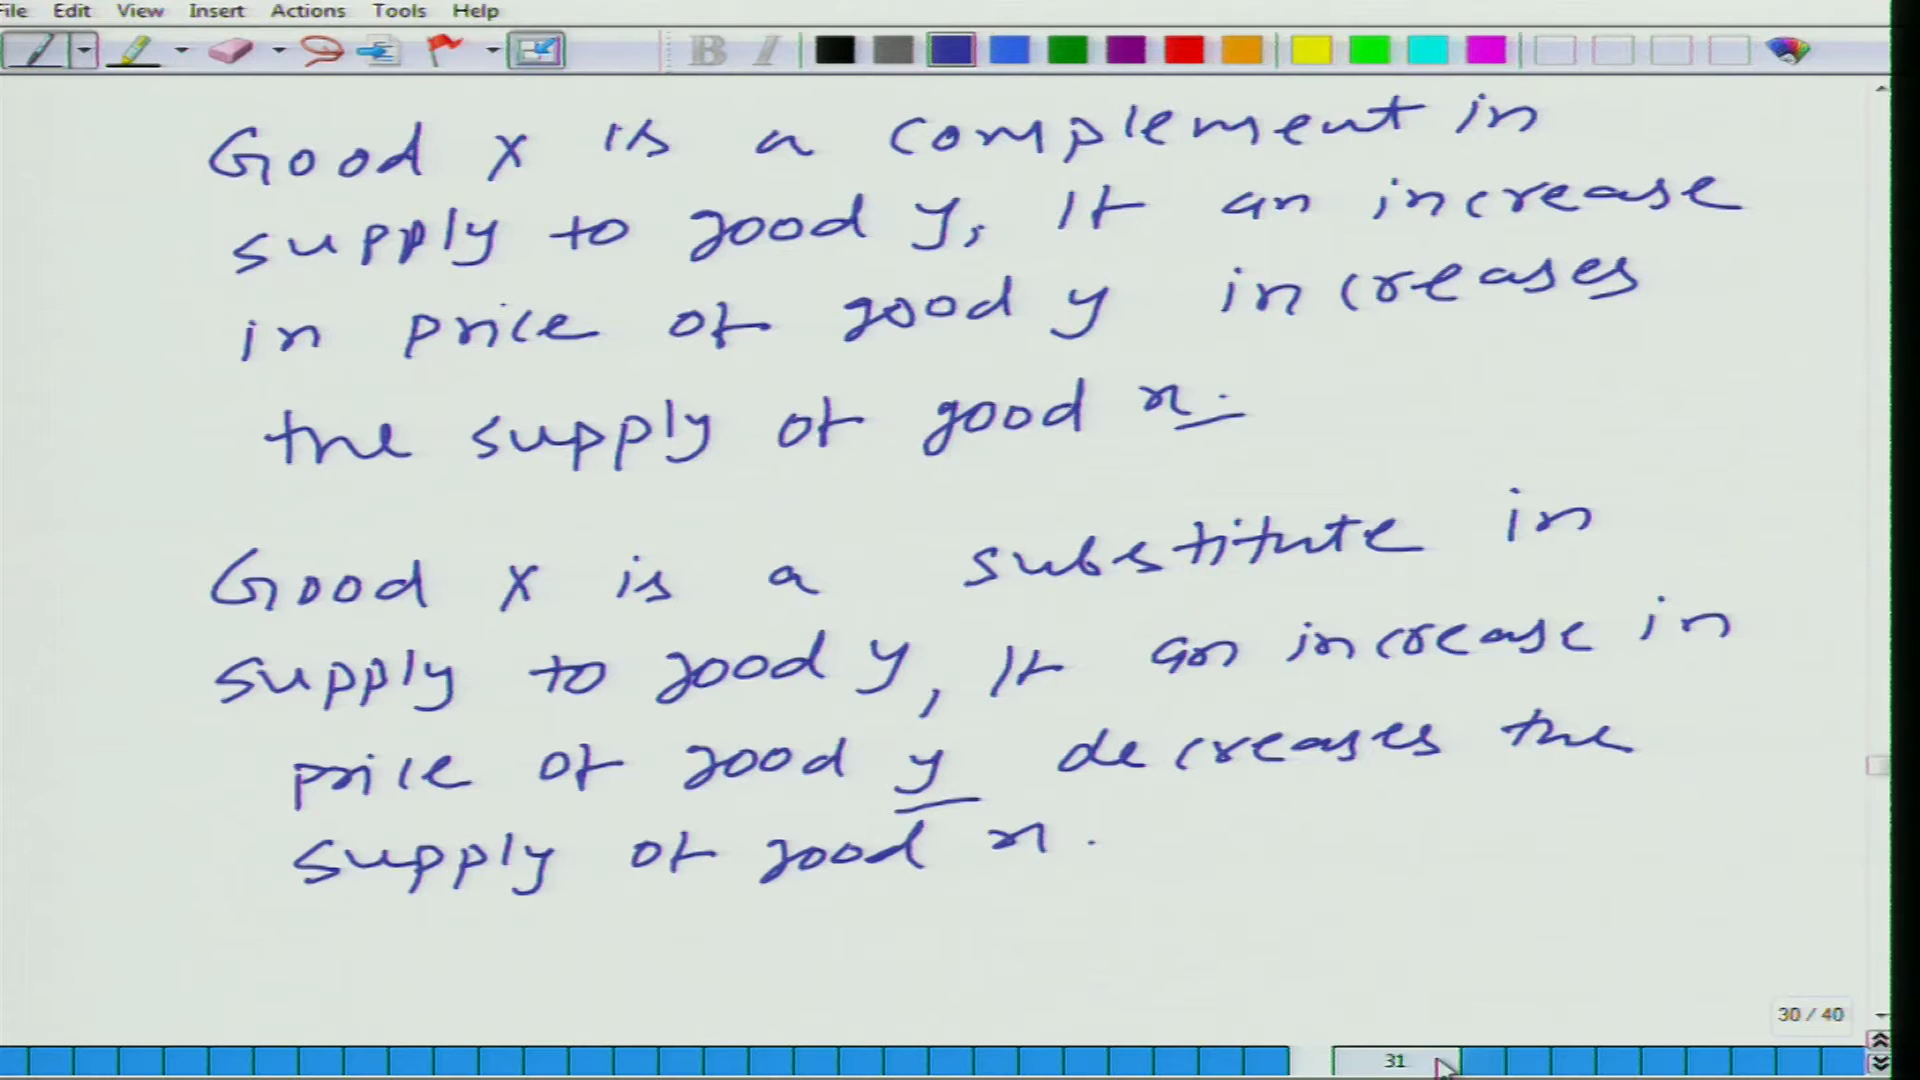 File Edit View Insert Actions Tools Help
B I
Good x is a complement in
supply to good y, if an increase
in price of good y increases
the supply of good x.
Good x is a substitute in
supply to good y, if an increase in
price of good y decreases the
supply of good x.
30 / 40
31